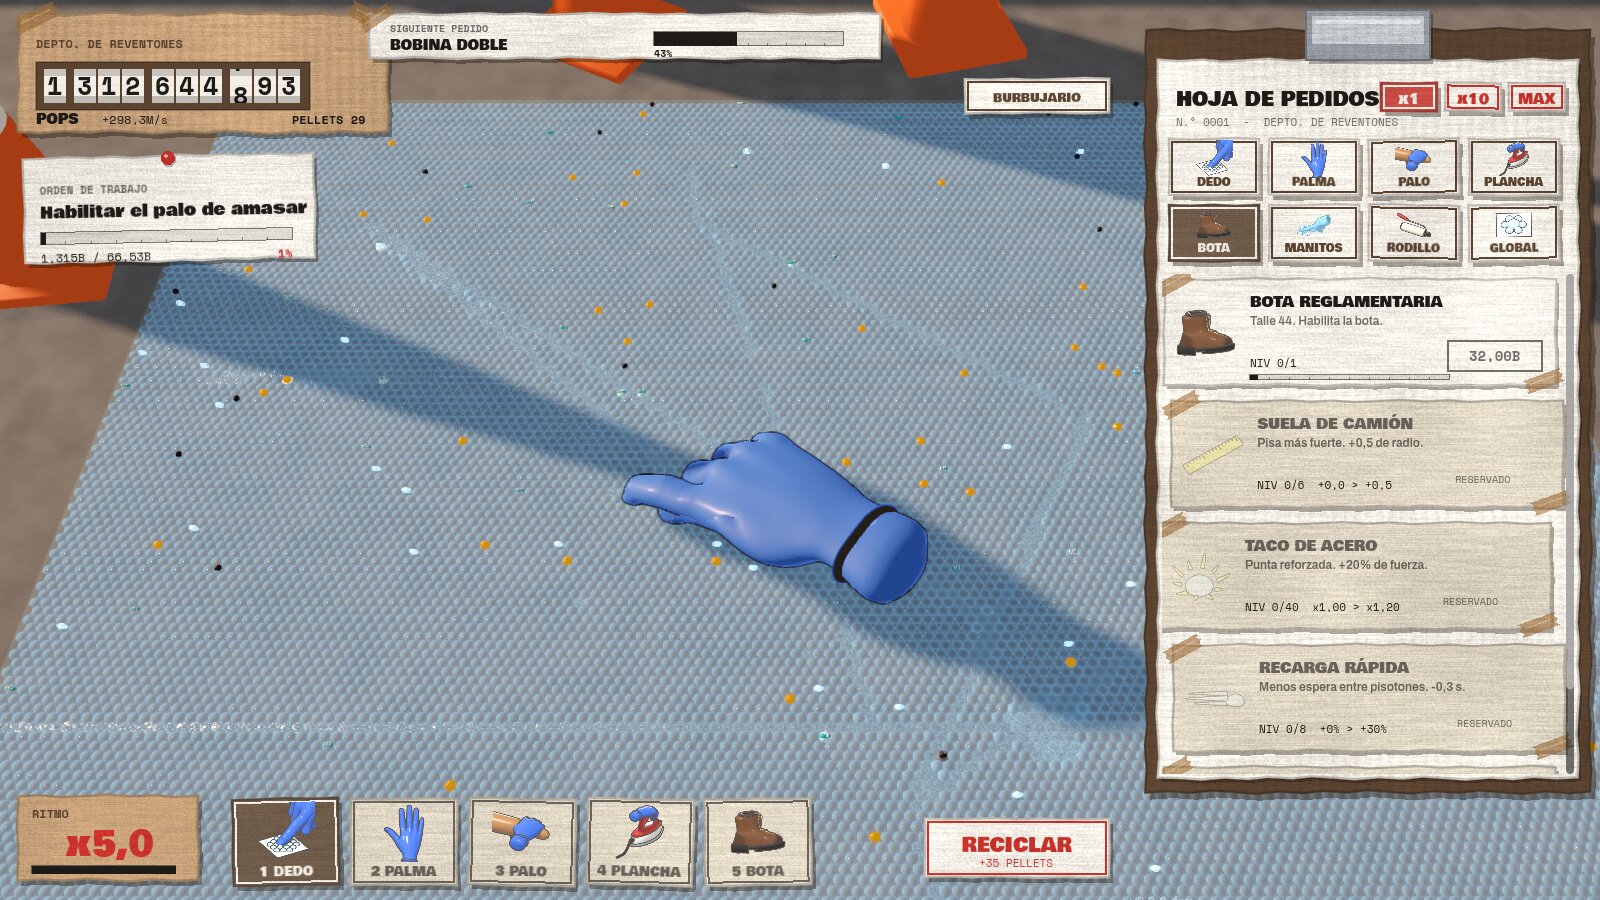 DEPTO. DE REVENTONES
1 312 644 893
POPS +298,3M/s PELLETS 29
SIGUIENTE PEDIDO
BOBINA DOBLE
43%
BURBUJARIO
ORDEN DE TRABAJO
Habilitar el palo de amasar
1,315B / 66,53B 1%
HOJA DE PEDIDOS x1 x10 MAX
N.° 0001 - DEPTO. DE REVENTONES
DEDO PALMA PALO PLANCHA
BOTA MANITOS RODILLO GLOBAL
BOTA REGLAMENTARIA
Talle 44. Habilita la bota.
NIV 0/1
32,00B
SUELA DE CAMIÓN
Pisa más fuerte. +0,5 de radio.
NIV 0/6 +0,0 > +0,5
RESERVADO
TACO DE ACERO
Punta reforzada. +20% de fuerza.
NIV 0/40 x1,00 > x1,20
RESERVADO
RECARGA RÁPIDA
Menos espera entre pisotones. -0,3 s.
NIV 0/8 +0% > +30%
RESERVADO
RITMO
x5,0
1 DEDO 2 PALMA 3 PALO 4 PLANCHA 5 BOTA
RECICLAR
+35 PELLETS